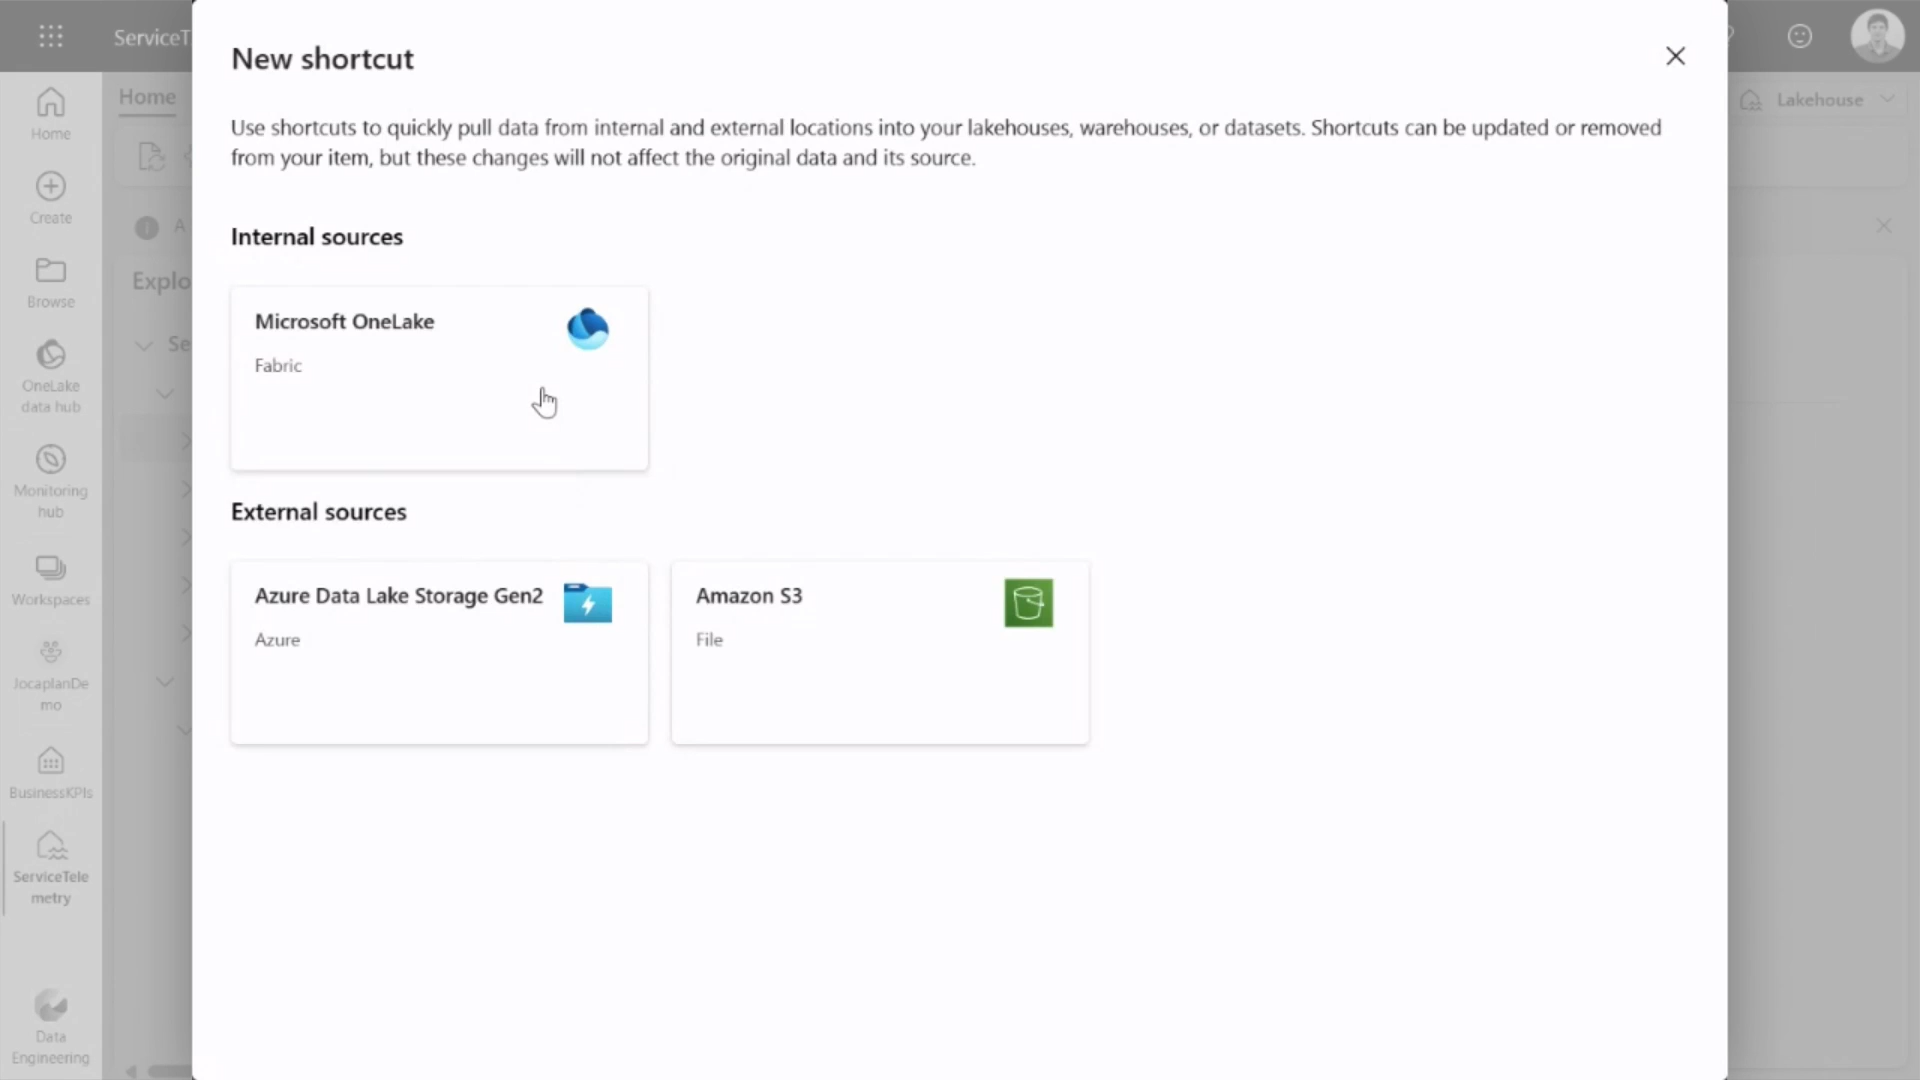 ServiceT
New shortcut
Use shortcuts to quickly pull data from internal and external locations into your lakehouses, warehouses, or datasets. Shortcuts can be updated or removed
from your item, but these changes will not affect the original data and its source.
Home
Lakehouse
Home
Create
A
Internal sources
Explo
Browse
Microsoft OneLake
Fabric
Se
OneLake
data hub
Monitoring
hub
External sources
Azure Data Lake Storage Gen2
Azure
Amazon S3
File
Workspaces
JocaplanDe
mo
BusinessKPIs
ServiceTele
metry
Data
Engineering